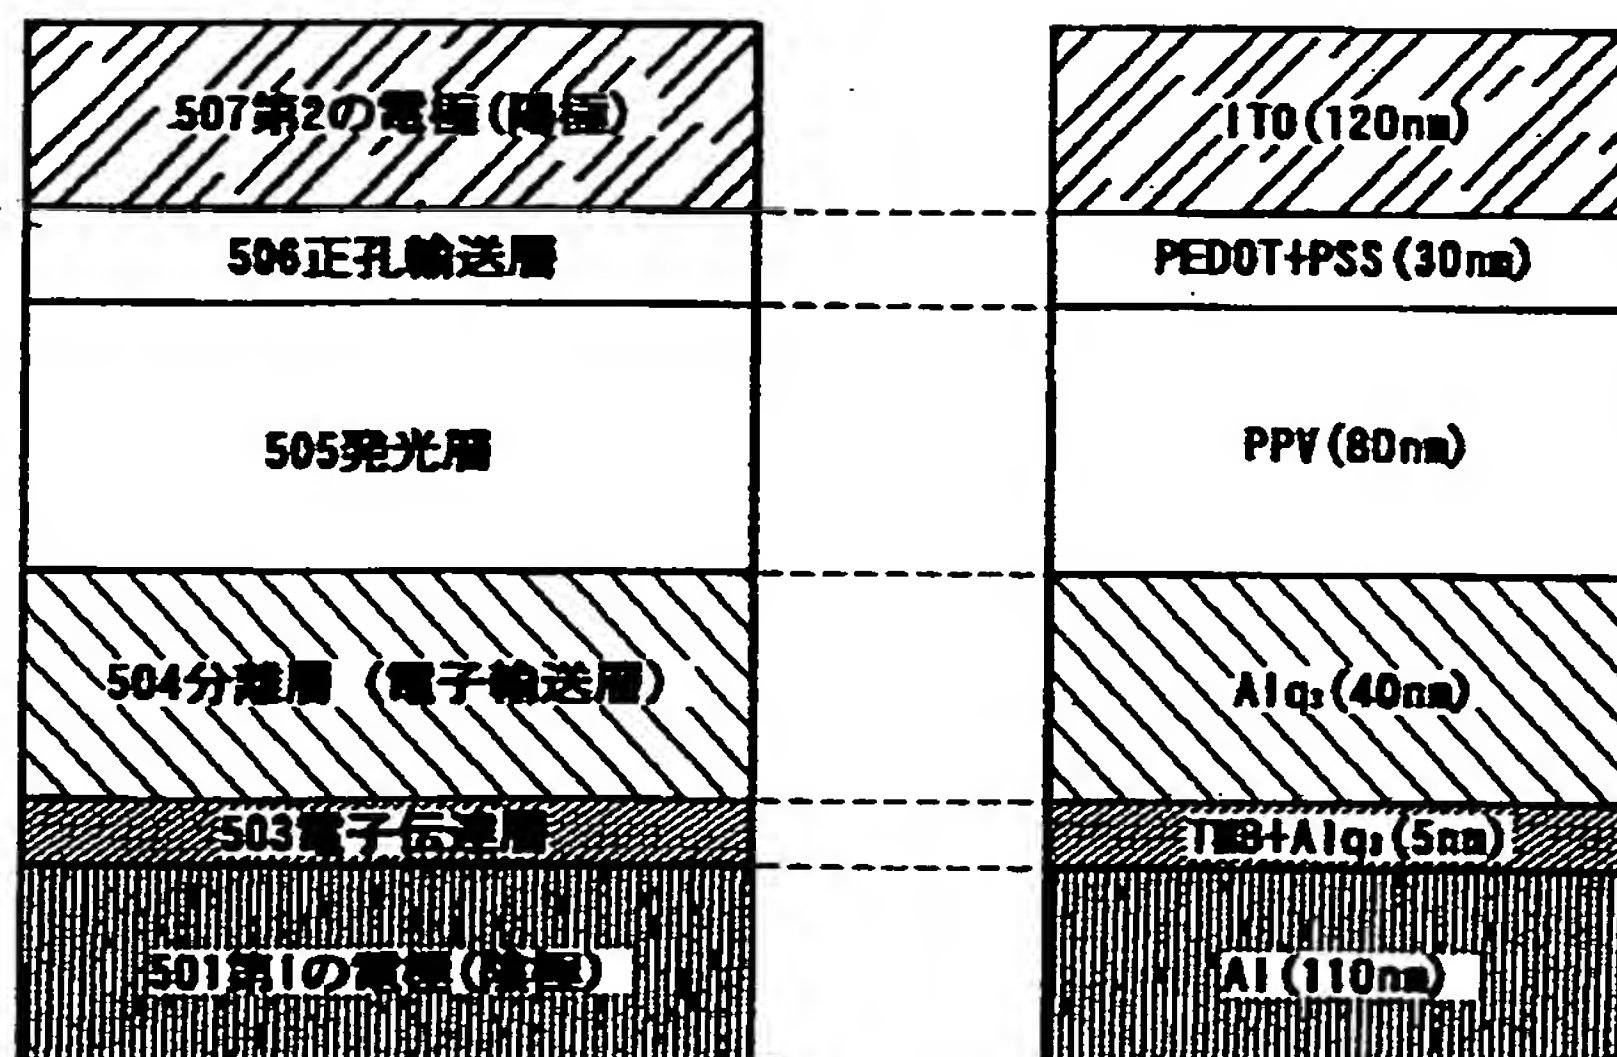 507第2の電極(陽極)
506正孔輸送層
505発光層
504分離層（電子輸送層）
503電子伝達層
501第1の電極(陰極)
ITO(120nm)
PEDOT+PSS(30nm)
PPV(80nm)
Alq₃(40nm)
TMB+Alq₃(5nm)
Al(110nm)